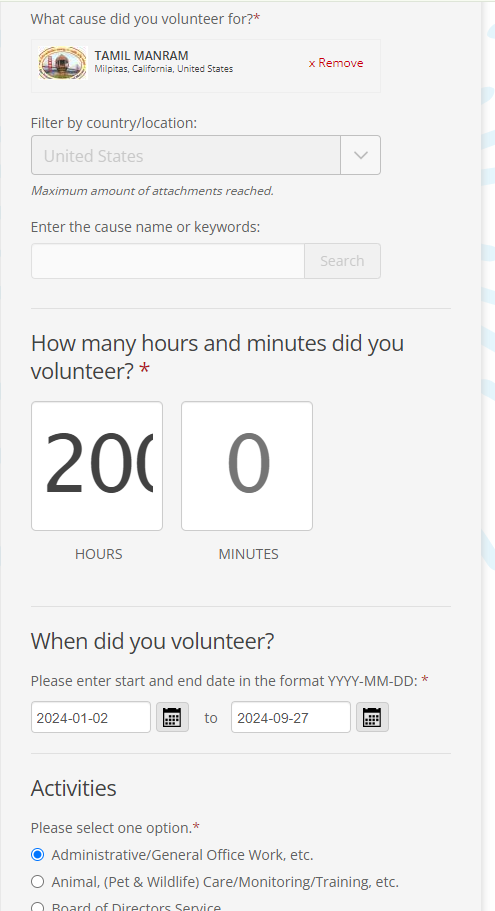 What cause did you volunteer for?*
TAMIL MANRAM
Milpitas, California, United States
x Remove
Filter by country/location:
United States
Maximum amount of attachments reached.
Enter the cause name or keywords:
Search
How many hours and minutes did you
volunteer? *
200
0
HOURS
MINUTES
When did you volunteer?
Please enter start and end date in the format YYYY-MM-DD: *
2024-01-02
to
2024-09-27
Activities
Please select one option.*
Administrative/General Office Work, etc.
Animal, (Pet & Wildlife) Care/Monitoring/Training, etc.
Board of Directors Service